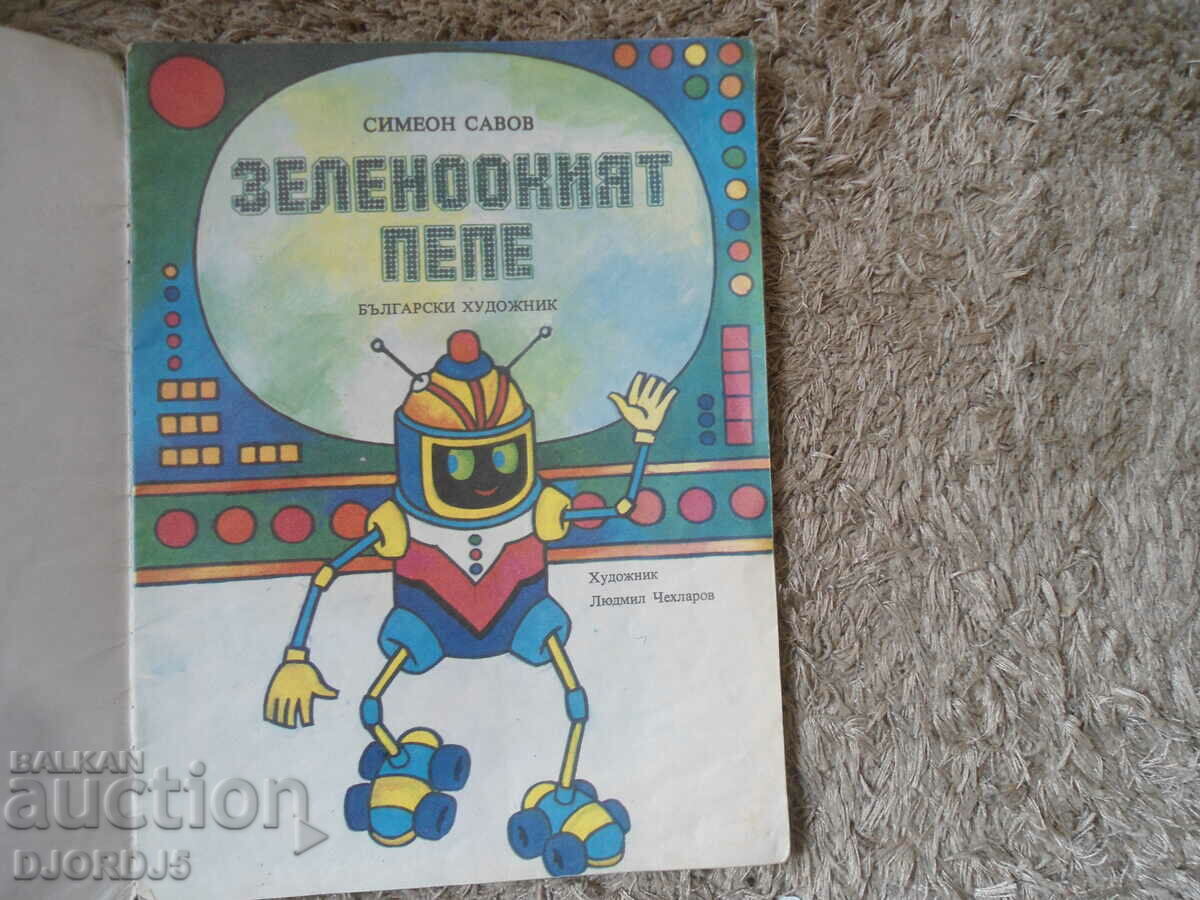 СИМЕОН САВОВ
ЗЕЛЕНООКИЯТ
ПЕПЕ
БЪЛГАРСКИ ХУДОЖНИК
Художник
Людмил Чехларов
BALKAN
auction
DJORDJ5